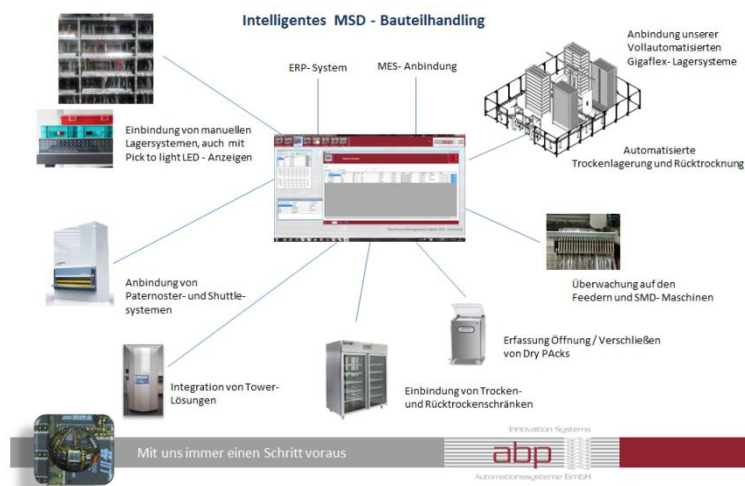 Intelligentes MSD - Bauteilhandling
ERP- System
MES- Anbindung
Anbindung unserer
Vollautomatisierten
Gigaflex- Lagersysteme
Einbindung von manuellen
Lagersystemen, auch mit
Pick to light LED - Anzeigen
Automatisierte
Trockenlagerung und Rücktrocknung
Anbindung von
Paternoster- und Shuttle-
systemen
Überwachung auf den
Feedern und SMD- Maschinen
Erfassung Öffnung / Verschließen
von Dry PAcks
Integration von Tower-
Lösungen
Einbindung von Trocken-
und Rücktrockenschränken
Mit uns immer einen Schritt voraus
Innovation Systems
abp
Automationssysteme GmbH